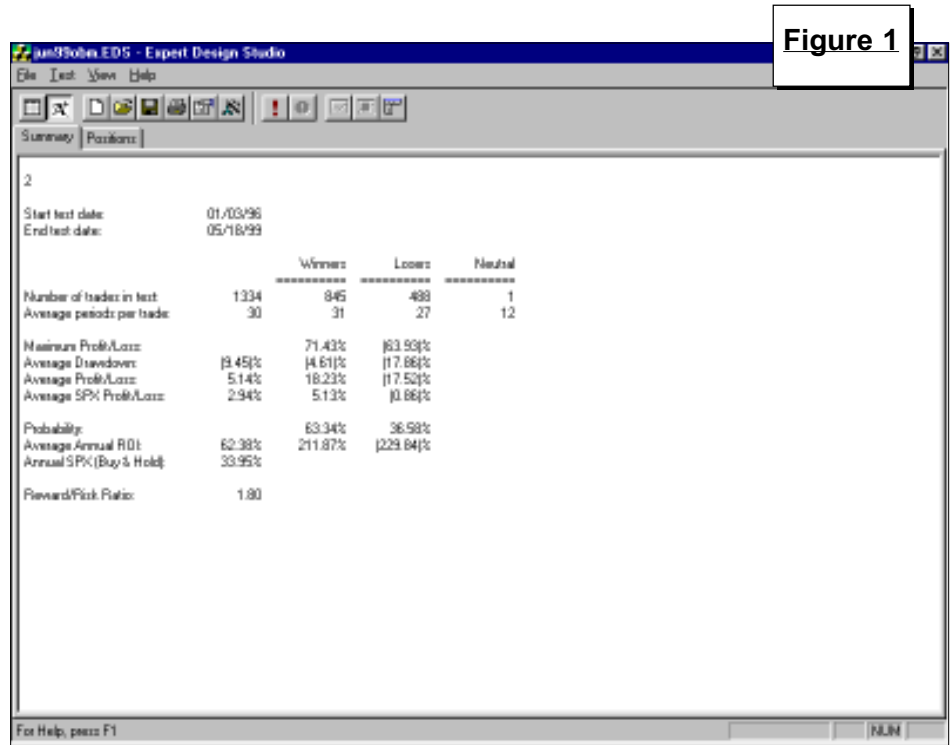 Figure 1
jun99obm.EDS - Expert Design Studio
File Test View Help
Summary Positions
2
Start test date: 01/03/96
End test date: 05/18/99
Winners Losers Neutral
========== ========== ==========
Number of trades in test: 1334 845 488 1
Average periods per trade: 30 31 27 12
Maximum Profit/Loss: 71.43% (63.93)%
Average Drawdown: (9.45)% (4.61)% (17.86)%
Average Profit/Loss: 5.14% 18.23% (17.52)%
Average SPX Profit/Loss: 2.94% 5.13% (0.86)%
Probability: 63.34% 36.58%
Average Annual ROI: 62.38% 211.87% (229.84)%
Annual SPX (Buy & Hold): 33.95%
Reward/Risk Ratio: 1.80
For Help, press F1
NUM